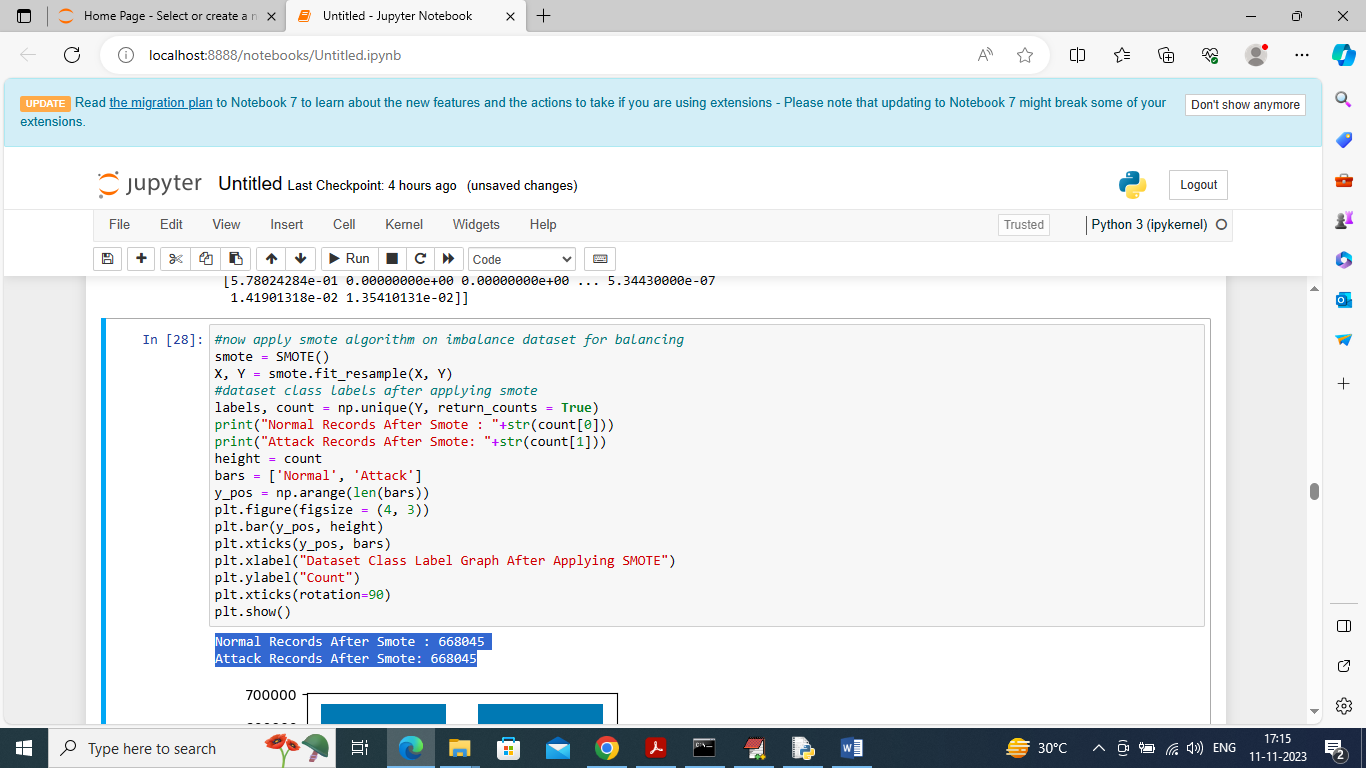 Home Page - Select or create a n
Untitled - Jupyter Notebook
localhost:8888/notebooks/Untitled.ipynb
UPDATE Read the migration plan to Notebook 7 to learn about the new features and the actions to take if you are using extensions - Please note that updating to Notebook 7 might break some of your
extensions.
Don't show anymore
jupyter Untitled Last Checkpoint: 4 hours ago (unsaved changes)
Logout
File Edit View Insert Cell Kernel Widgets Help
Trusted
Python 3 (ipykernel)
Run
Code
[5.78024284e-01 0.00000000e+00 0.00000000e+00 ... 5.34430000e-07
1.41901318e-02 1.35410131e-02]]
In [28]:
#now apply smote algorithm on imbalance dataset for balancing
smote = SMOTE()
X, Y = smote.fit_resample(X, Y)
#dataset class labels after applying smote
labels, count = np.unique(Y, return_counts = True)
print("Normal Records After Smote : "+str(count[0]))
print("Attack Records After Smote: "+str(count[1]))
height = count
bars = ['Normal', 'Attack']
y_pos = np.arange(len(bars))
plt.figure(figsize = (4, 3))
plt.bar(y_pos, height)
plt.xticks(y_pos, bars)
plt.xlabel("Dataset Class Label Graph After Applying SMOTE")
plt.ylabel("Count")
plt.xticks(rotation=90)
plt.show()
Normal Records After Smote : 668045
Attack Records After Smote: 668045
700000
Type here to search
30°C
ENG
17:15
11-11-2023
2